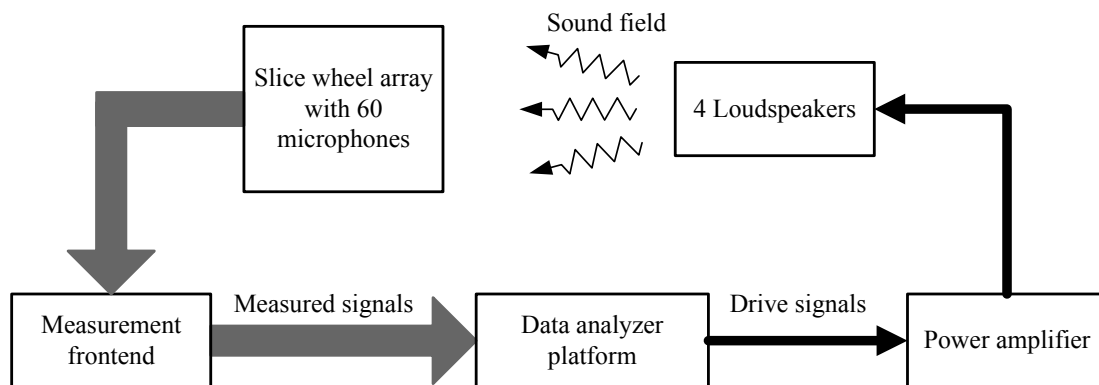 Sound field
Slice wheel array
with 60
microphones
4 Loudspeakers
Measurement
frontend
Measured signals
Data analyzer
platform
Drive signals
Power amplifier